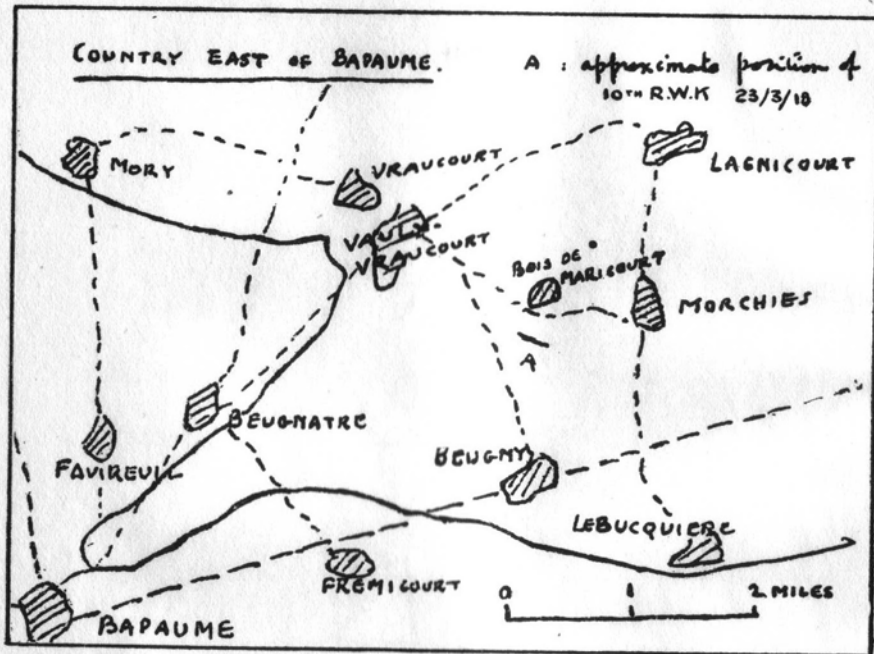 COUNTRY EAST OF BAPAUME.
A : approximate position of
10TH R.W.K 23/3/18
MORY
VRAUCOURT
LAGNICOURT
VAULX
VRAUCOURT
BOIS DE
MARICOURT
MORCHIES
A
BEUGNATRE
FAVIREUIL
BEUGNY
LEBUCQUIERE
FREMICOURT
0 1 2 MILES
BAPAUME